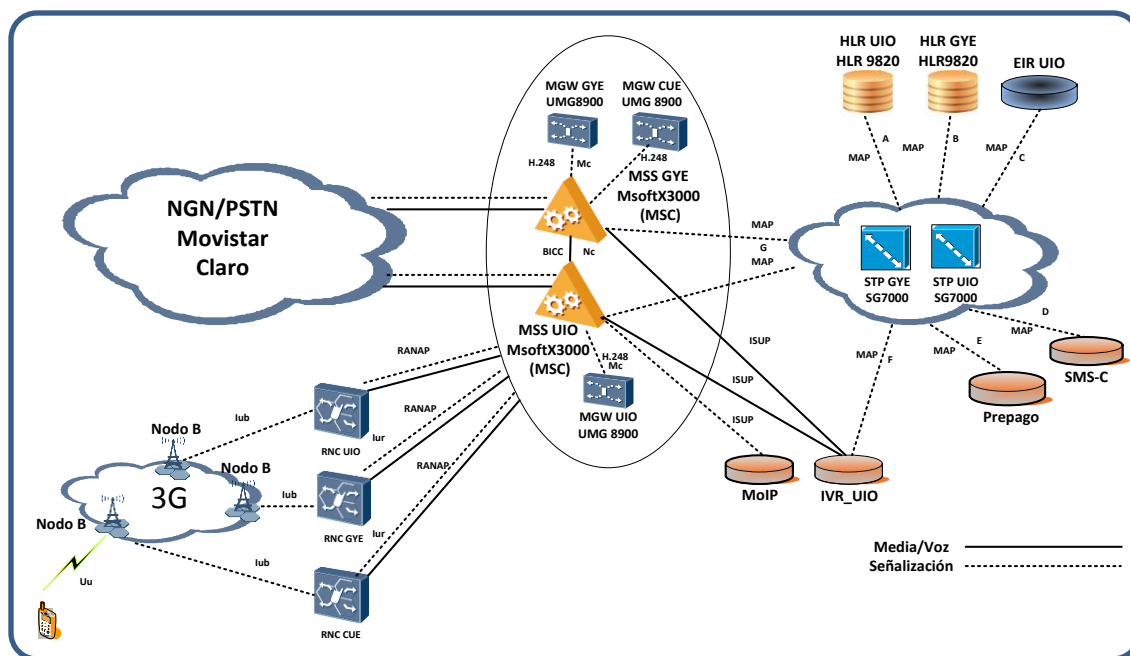 HLR UIO
HLR 9820
HLR GYE
HLR9820
EIR UIO
MGW GYE
UMG8900
MGW CUE
UMG 8900
H.248
Mc
H.248
MSS GYE
MsoftX3000
(MSC)
MAP
A
MAP
B
MAP
C
NGN/PSTN
Movistar
Claro
BICC
Nc
MAP
G
MAP
STP GYE
SG7000
STP UIO
SG7000
MSS UIO
MsoftX3000
(MSC)
H.248
Mc
MGW UIO
UMG 8900
RANAP
RANAP
RANAP
ISUP
ISUP
ISUP
MAP
F
MAP
E
MAP
D
SMS-C
Prepago
MoIP
IVR_UIO
Iub
Nodo B
RNC UIO
Iur
Nodo B
3G
Iub
Nodo B
RNC GYE
Iur
Iub
Uu
RNC CUE
Media/Voz
Señalización